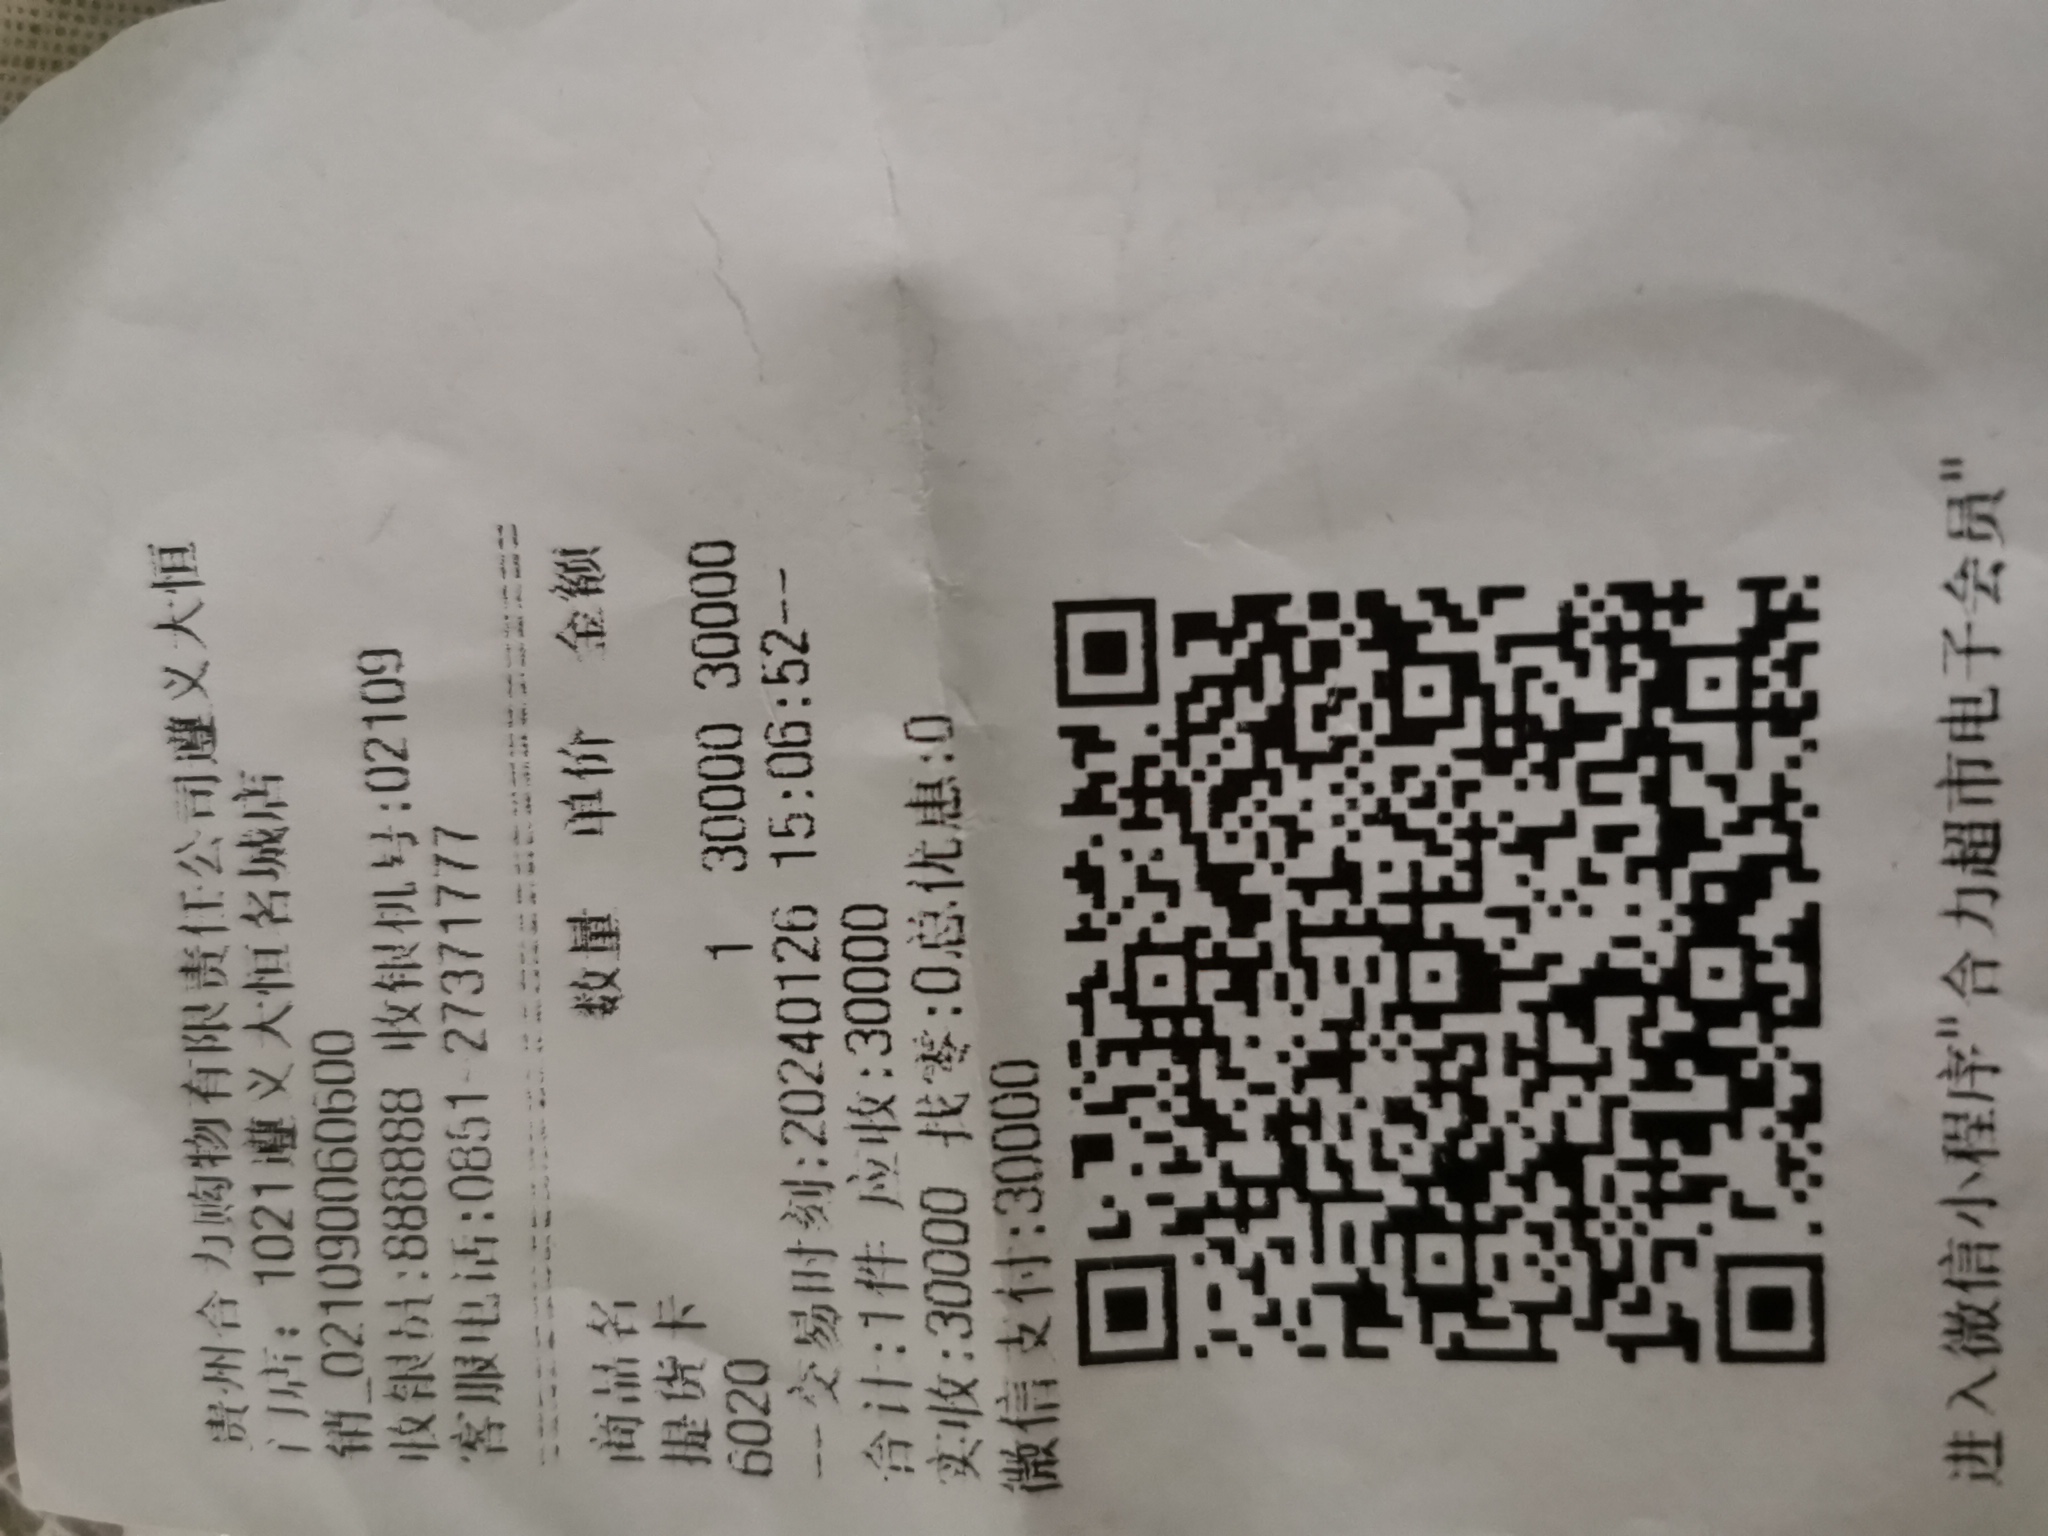 贵州合力购物有限责任公司遵义大恒
门店: 1021遵义大恒名城店
销_021090060600
收银员:888888 收银机号:02109
客服电话:0851-27371777
商品名 数量 单价 金额
提货卡
6020 1 30000 30000
---交易时刻:20240126 15:06:52--
合计:1件 应收:30000
实收:30000 找零:0总优惠:0
微信支付:30000
进入微信小程序"合力超市电子会员"